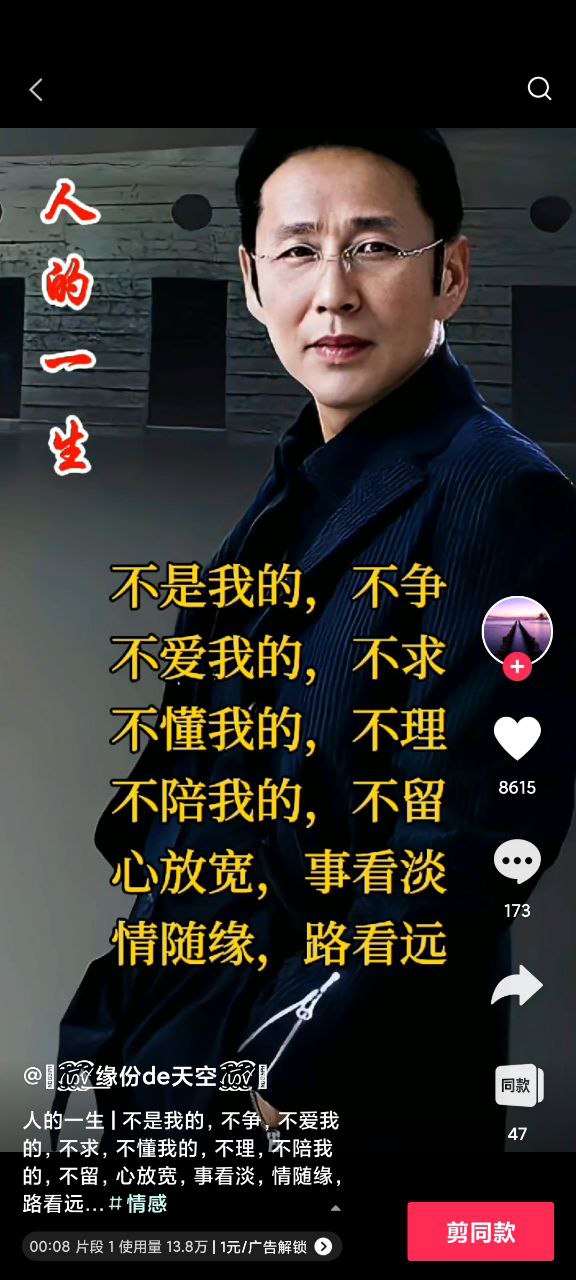 人的一生
不是我的，不争
不爱我的，不求
不懂我的，不理
不陪我的，不留
心放宽，事看淡
情随缘，路看远
8615
173
同款
47
@缘份de天空
人的一生 | 不是我的, 不争, 不爱我
的, 不求, 不懂我的, 不理, 不陪我
的, 不留, 心放宽, 事看淡, 情随缘,
路看远...#情感
00:08 片段 1 使用量 13.8万 | 1元/广告解锁
剪同款